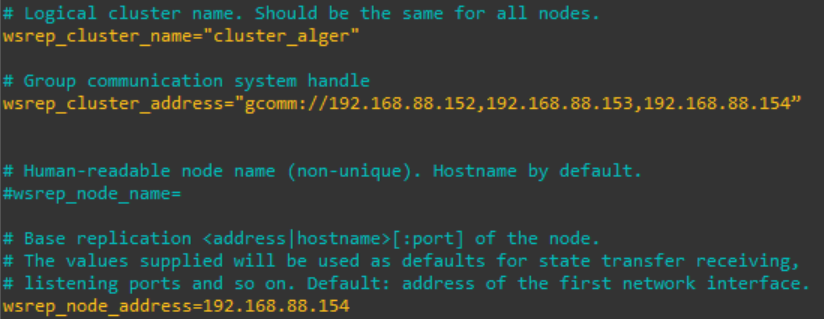 # Logical cluster name. Should be the same for all nodes.
wsrep_cluster_name="cluster_alger"
# Group communication system handle
wsrep_cluster_address="gcomm://192.168.88.152,192.168.88.153,192.168.88.154”
# Human-readable node name (non-unique). Hostname by default.
#wsrep_node_name=
# Base replication <address|hostname>[:port] of the node.
# The values supplied will be used as defaults for state transfer receiving,
# listening ports and so on. Default: address of the first network interface.
wsrep_node_address=192.168.88.154